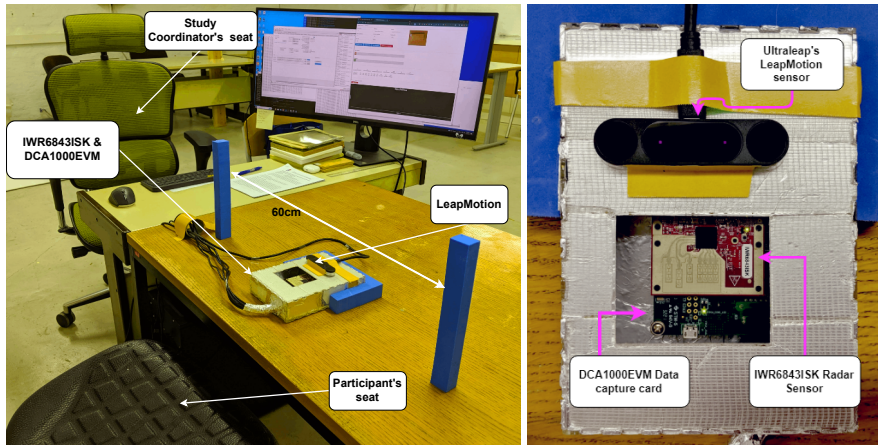 Study
Coordinator's seat
IWR6843ISK &
DCA1000EVM
60cm
LeapMotion
Participant's
seat
Ultraleap's
LeapMotion
sensor
DCA1000EVM Data
capture card
IWR6843ISK Radar
Sensor